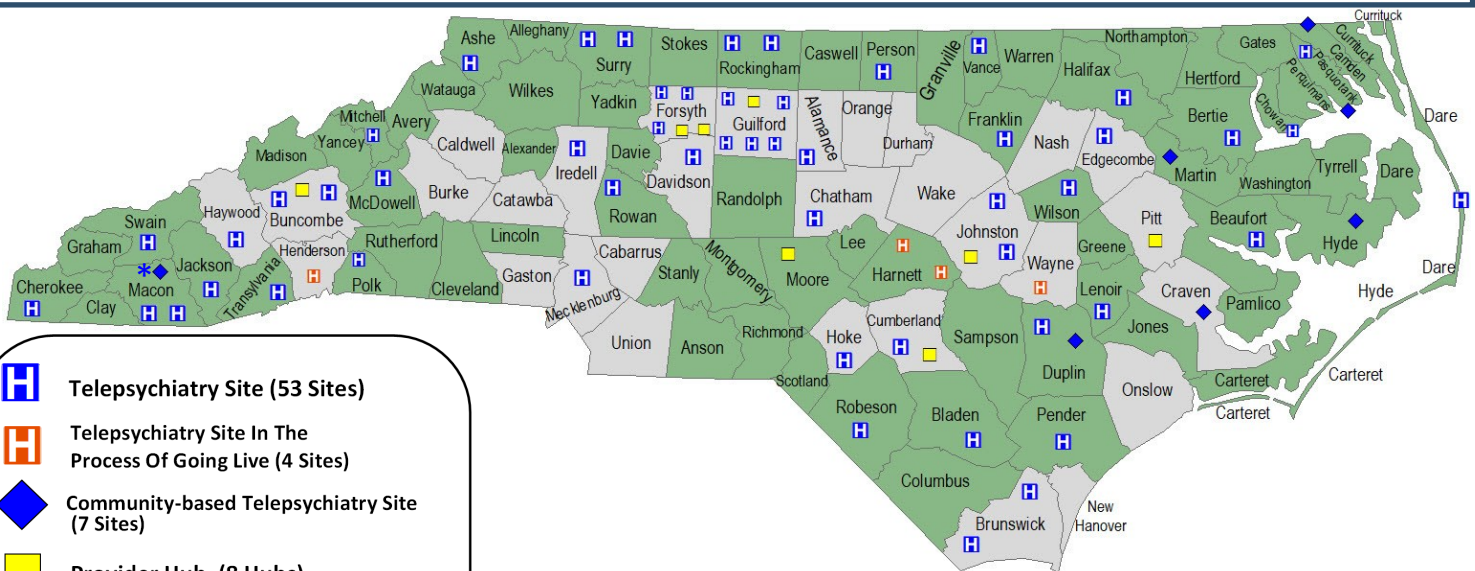 Currituck
Ashe
Alleghany
Surry
Stokes
Rockingham
Caswell
Person
Granville
Vance
Warren
Northampton
Halifax
Gates
Hertford
Currituck
Camden
Pasquotank
Perquimans
Chowan
Bertie
Dare
Watauga
Wilkes
Yadkin
Forsyth
Guilford
Alamance
Orange
Durham
Franklin
Nash
Edgecombe
Martin
Washington
Tyrrell
Dare
Mitchell
Avery
Yancey
Madison
Caldwell
Alexander
Iredell
Davie
Davidson
Randolph
Chatham
Wake
Wilson
Pitt
Beaufort
Hyde
Haywood
Buncombe
McDowell
Burke
Catawba
Rowan
Johnston
Greene
Swain
Graham
Henderson
Rutherford
Lincoln
Cabarrus
Montgomery
Lee
Harnett
Wayne
Dare
Cherokee
Clay
Macon
*
Jackson
Transylvania
Polk
Cleveland
Gaston
Mecklenburg
Stanly
Moore
Lenoir
Craven
Pamlico
Hyde
Union
Anson
Richmond
Hoke
Cumberland
Sampson
Duplin
Jones
Onslow
Carteret
Carteret
Carteret
Scotland
Robeson
Bladen
Pender
Columbus
Brunswick
New
Hanover
H Telepsychiatry Site (53 Sites)
H Telepsychiatry Site In The
Process Of Going Live (4 Sites)
Community-based Telepsychiatry Site
(7 Sites)
Provider Hub (8 Hubs)